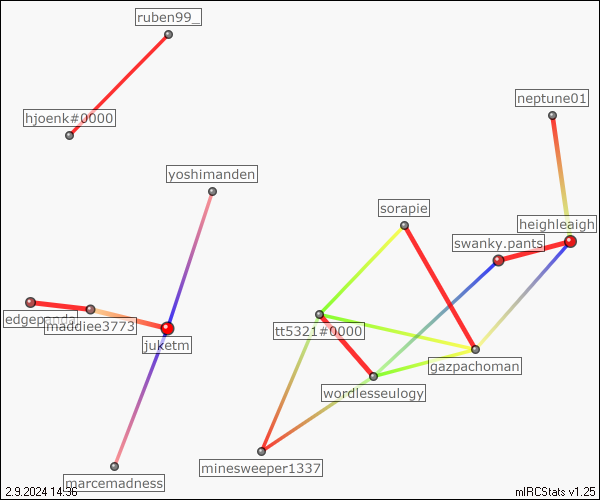 ruben99_
neptune01
hjoenk#0000
yoshimanden
sorapie
heighleaigh
swanky.pants
edgepanda
maddiee3773
tt5321#0000
juketm
gazpachoman
wordlesseulogy
minesweeper1337
marcemadness
2.9.2024 14:36
mIRCStats v1.25